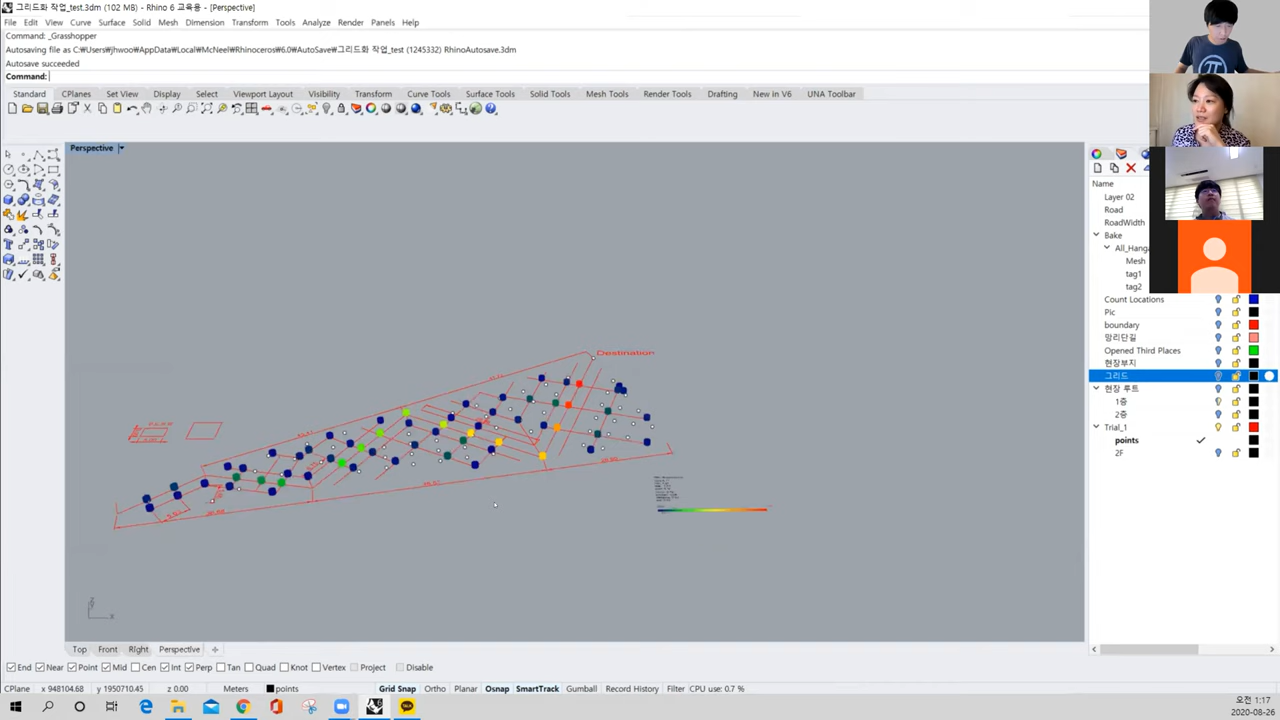 그리드화 작업_test.3dm (102 MB) - Rhino 6 교육용 - [Perspective]
File Edit View Curve Surface Solid Mesh Dimension Transform Tools Analyze Render Panels Help
Command: _Grasshopper
Autosaving file as C:₩Users₩jhwoo₩AppData₩Local₩McNeel₩Rhinoceros₩6.0₩AutoSave₩그리드화 작업_test (1245332) RhinoAutosave.3dm
Autosave succeeded
Command:
Standard CPlanes Set View Display Select Viewport Layout Visibility Transform Curve Tools Surface Tools Solid Tools Mesh Tools Render Tools Drafting New in V6 UNA Toolbar
Perspective
Name
Layer 02
Road
RoadWidth
Bake
All_Hang
Mesh
tag1
tag2
Count Locations
Pic
boundary
망리단길
Opened Third Places
현장부지
그리드
현장 루트
1층
2층
Trial_1
points
2F
Destination
Top Front Right Perspective
End Near Point Mid Cen Int Perp Tan Quad Knot Vertex Project Disable
CPlane x 948104.68 y 1950710.45 z 0.00 Meters points Grid Snap Ortho Planar Osnap SmartTrack Gumball Record History Filter CPU use: 0.7 %
TALK
오전 1:17
2020-08-26